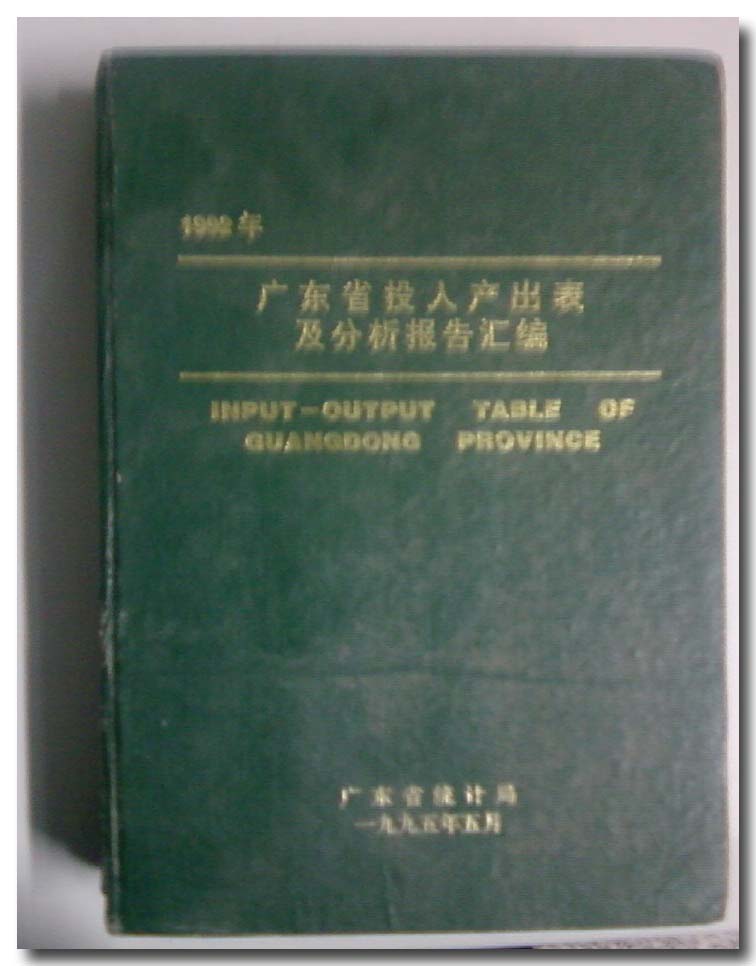 1992年
广东省投入产出表
及分析报告汇编
INPUT-OUTPUT TABLE OF
GUANGDONG PROVINCE
广东省统计局
一九九五年五月